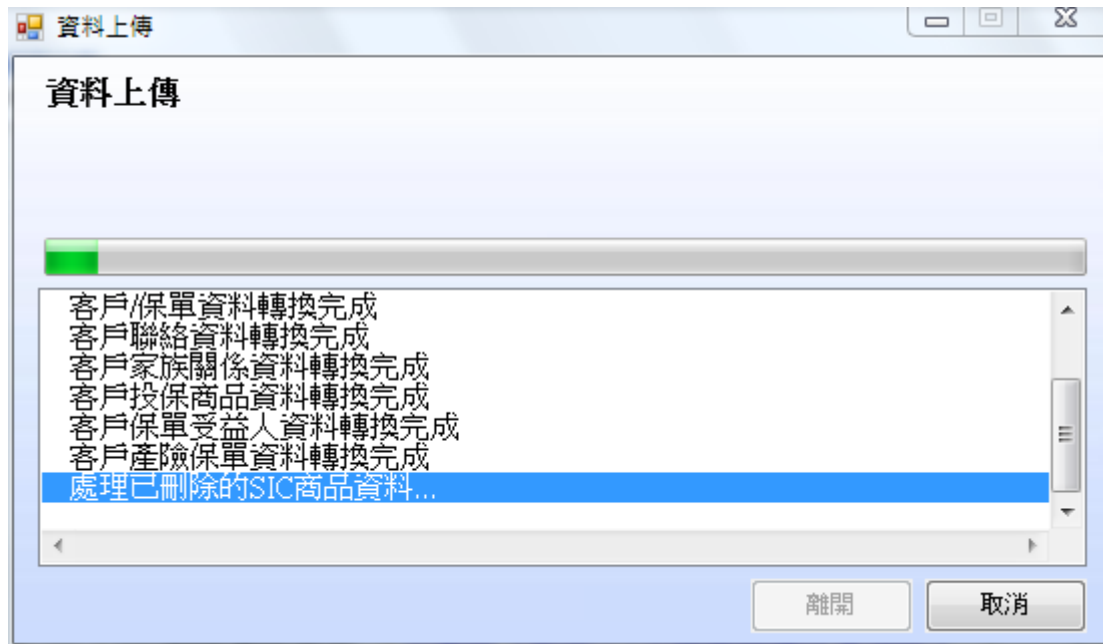 資料上傳
資料上傳
客戶/保單資料轉換完成
客戶聯絡資料轉換完成
客戶家族關係資料轉換完成
客戶投保商品資料轉換完成
客戶保單受益人資料轉換完成
客戶產險保單資料轉換完成
處理已刪除的SIC商品資料...
離開
取消